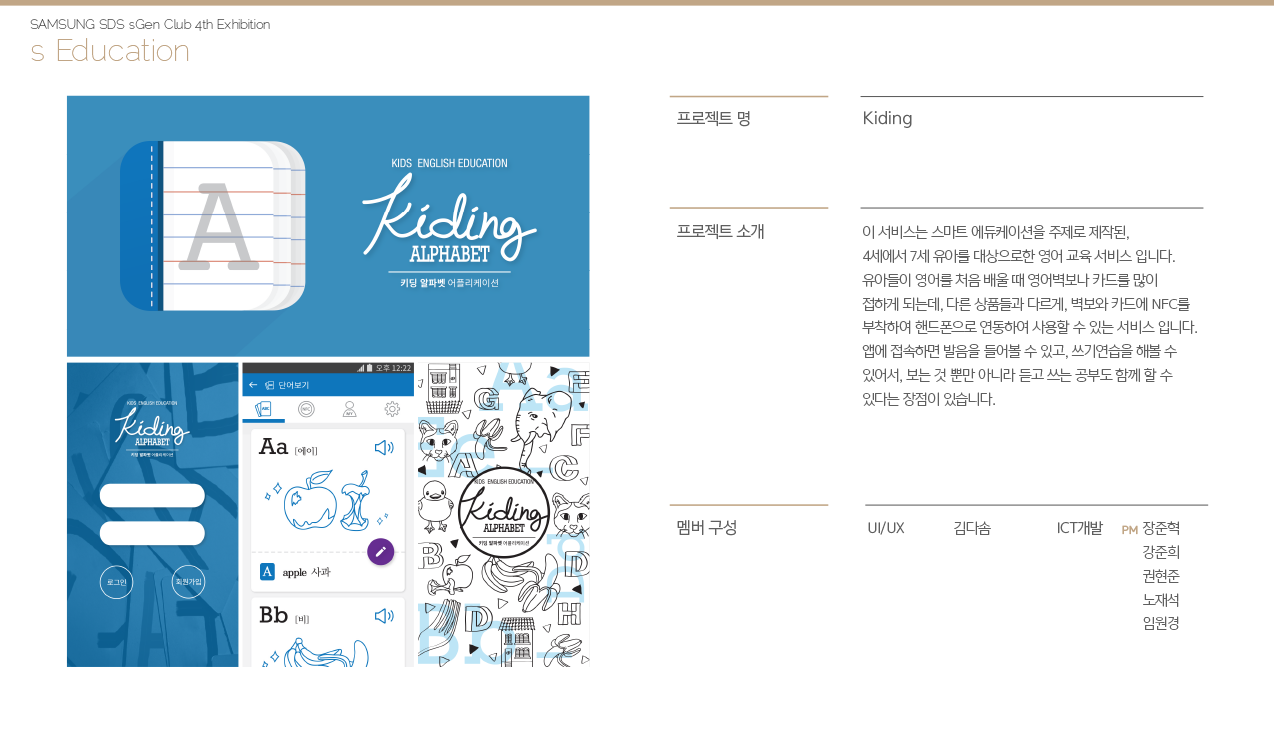 SAMSUNG SDS sGen Club 4th Exhibition
s Education
A
KIDS ENGLISH EDUCATION
Kiding
ALPHABET
키딩 알파벳 어플리케이션
KIDS ENGLISH EDUCATION
Kiding
ALPHABET
키딩 알파벳 어플리케이션
로그인
회원가입
오후 12:22
단어보기
ABC
NFC
Aa [에이]
A apple 사과
Bb [비]
Aa
G
F
A
C
KIDS ENGLISH EDUCATION
Kiding
ALPHABET
키딩 알파벳 어플리케이션
B
D
H
Bb
프로젝트 명
Kiding
프로젝트 소개
이 서비스는 스마트 에듀케이션을 주제로 제작된,
4세에서 7세 유아를 대상으로한 영어 교육 서비스 입니다.
유아들이 영어를 처음 배울 때 영어벽보나 카드를 많이
접하게 되는데, 다른 상품들과 다르게, 벽보와 카드에 NFC를
부착하여 핸드폰으로 연동하여 사용할 수 있는 서비스 입니다.
앱에 접속하면 발음을 들어볼 수 있고, 쓰기연습을 해볼 수
있어서, 보는 것 뿐만 아니라 듣고 쓰는 공부도 함께 할 수
있다는 장점이 있습니다.
멤버 구성
UI/UX 김다솜 ICT개발 PM 장준혁
강준희
권현준
노재석
임원경